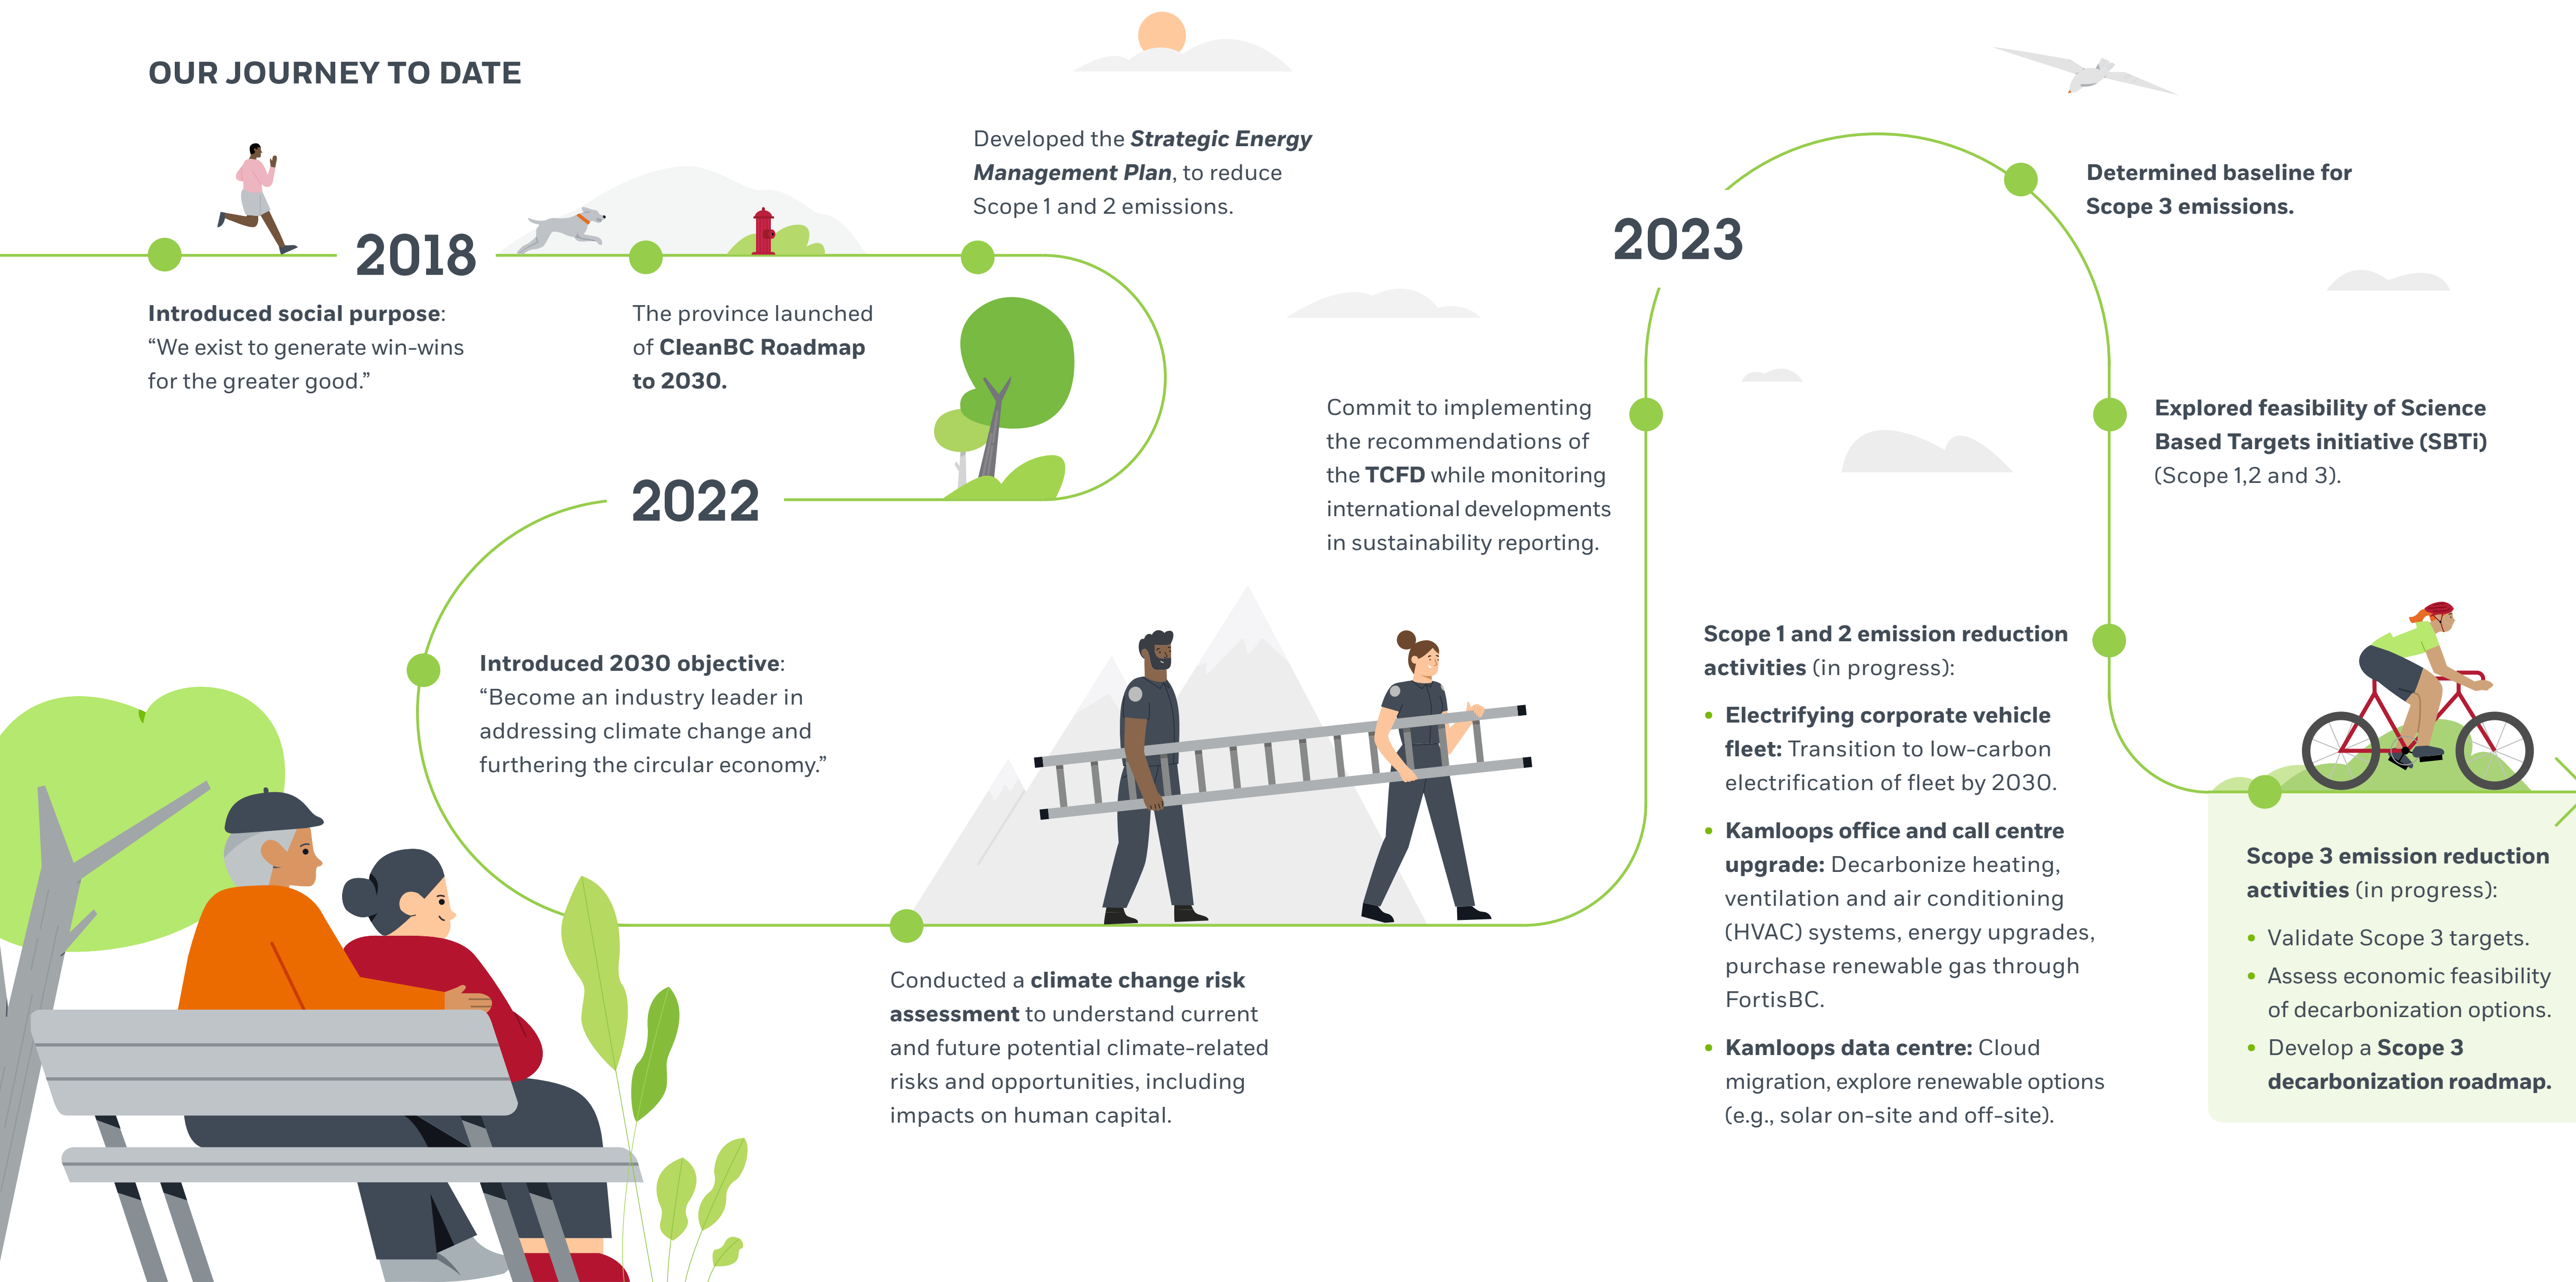 OUR JOURNEY TO DATE
2018
Introduced social purpose:
“We exist to generate win-wins
for the greater good.”
The province launched
of CleanBC Roadmap
to 2030.
Developed the Strategic Energy
Management Plan, to reduce
Scope 1 and 2 emissions.
2022
Introduced 2030 objective:
“Become an industry leader in
addressing climate change and
furthering the circular economy.”
Conducted a climate change risk
assessment to understand current
and future potential climate-related
risks and opportunities, including
impacts on human capital.
Commit to implementing
the recommendations of
the TCFD while monitoring
international developments
in sustainability reporting.
2023
Determined baseline for
Scope 3 emissions.
Explored feasibility of Science
Based Targets initiative (SBTi)
(Scope 1,2 and 3).
Scope 1 and 2 emission reduction
activities (in progress):
• Electrifying corporate vehicle
fleet: Transition to low-carbon
electrification of fleet by 2030.
• Kamloops office and call centre
upgrade: Decarbonize heating,
ventilation and air conditioning
(HVAC) systems, energy upgrades,
purchase renewable gas through
FortisBC.
• Kamloops data centre: Cloud
migration, explore renewable options
(e.g., solar on-site and off-site).
Scope 3 emission reduction
activities (in progress):
• Validate Scope 3 targets.
• Assess economic feasibility
of decarbonization options.
• Develop a Scope 3
decarbonization roadmap.